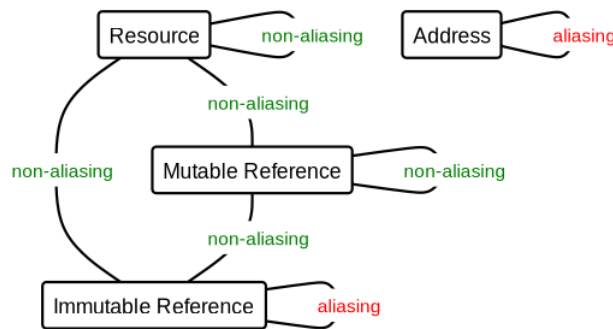 Resource
non-aliasing
Address
aliasing
non-aliasing
non-aliasing
Mutable Reference
non-aliasing
non-aliasing
Immutable Reference
aliasing